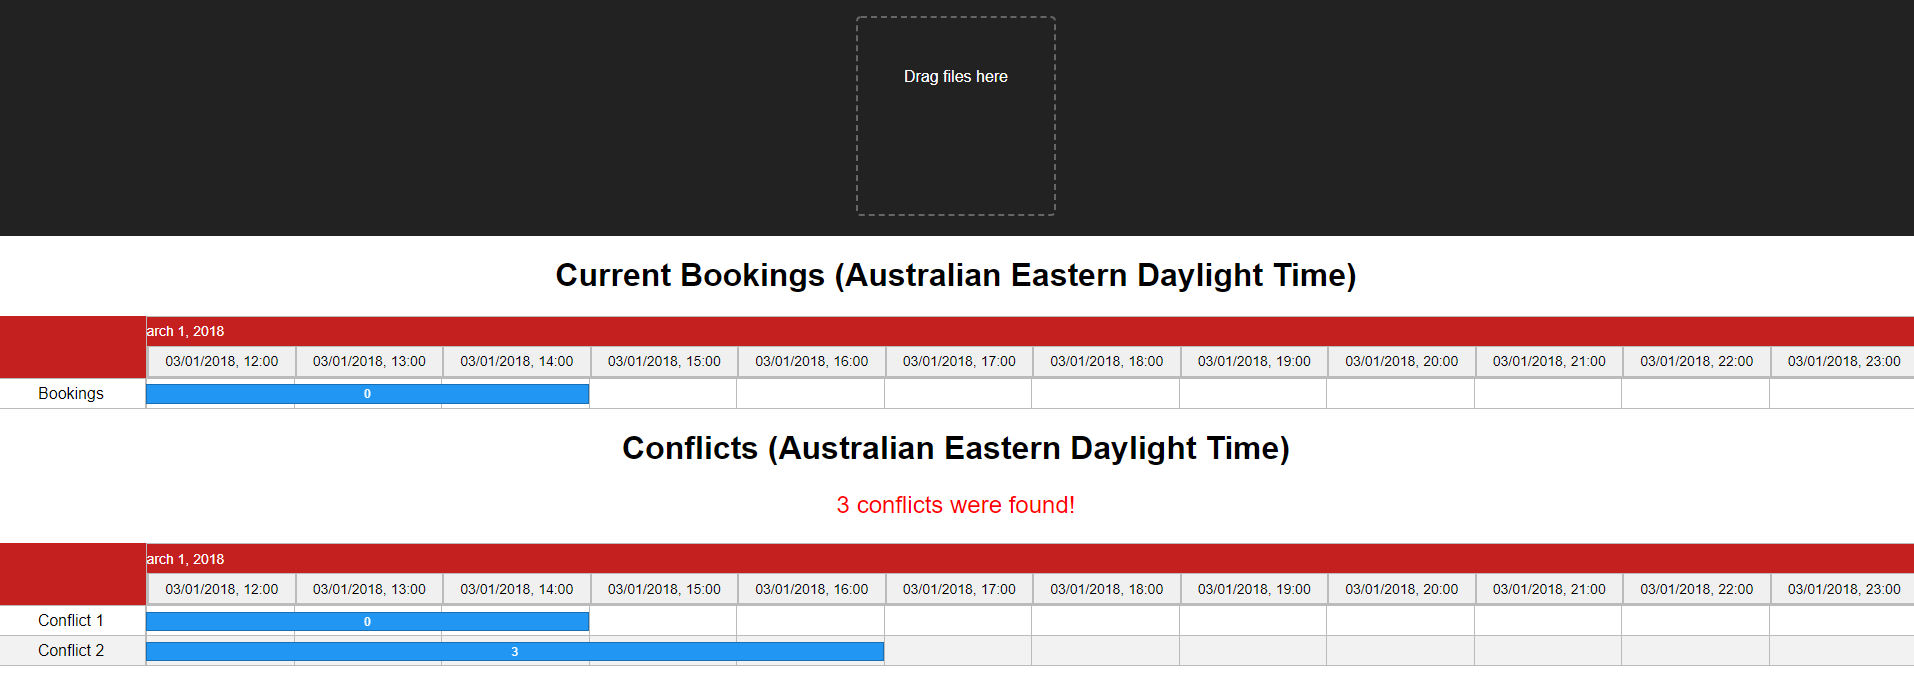 Drag files here
Current Bookings (Australian Eastern Daylight Time)
arch 1, 2018
03/01/2018, 12:00 03/01/2018, 13:00 03/01/2018, 14:00 03/01/2018, 15:00 03/01/2018, 16:00 03/01/2018, 17:00 03/01/2018, 18:00 03/01/2018, 19:00 03/01/2018, 20:00 03/01/2018, 21:00 03/01/2018, 22:00 03/01/2018, 23:00
Bookings 0
Conflicts (Australian Eastern Daylight Time)
3 conflicts were found!
arch 1, 2018
03/01/2018, 12:00 03/01/2018, 13:00 03/01/2018, 14:00 03/01/2018, 15:00 03/01/2018, 16:00 03/01/2018, 17:00 03/01/2018, 18:00 03/01/2018, 19:00 03/01/2018, 20:00 03/01/2018, 21:00 03/01/2018, 22:00 03/01/2018, 23:00
Conflict 1 0
Conflict 2 3